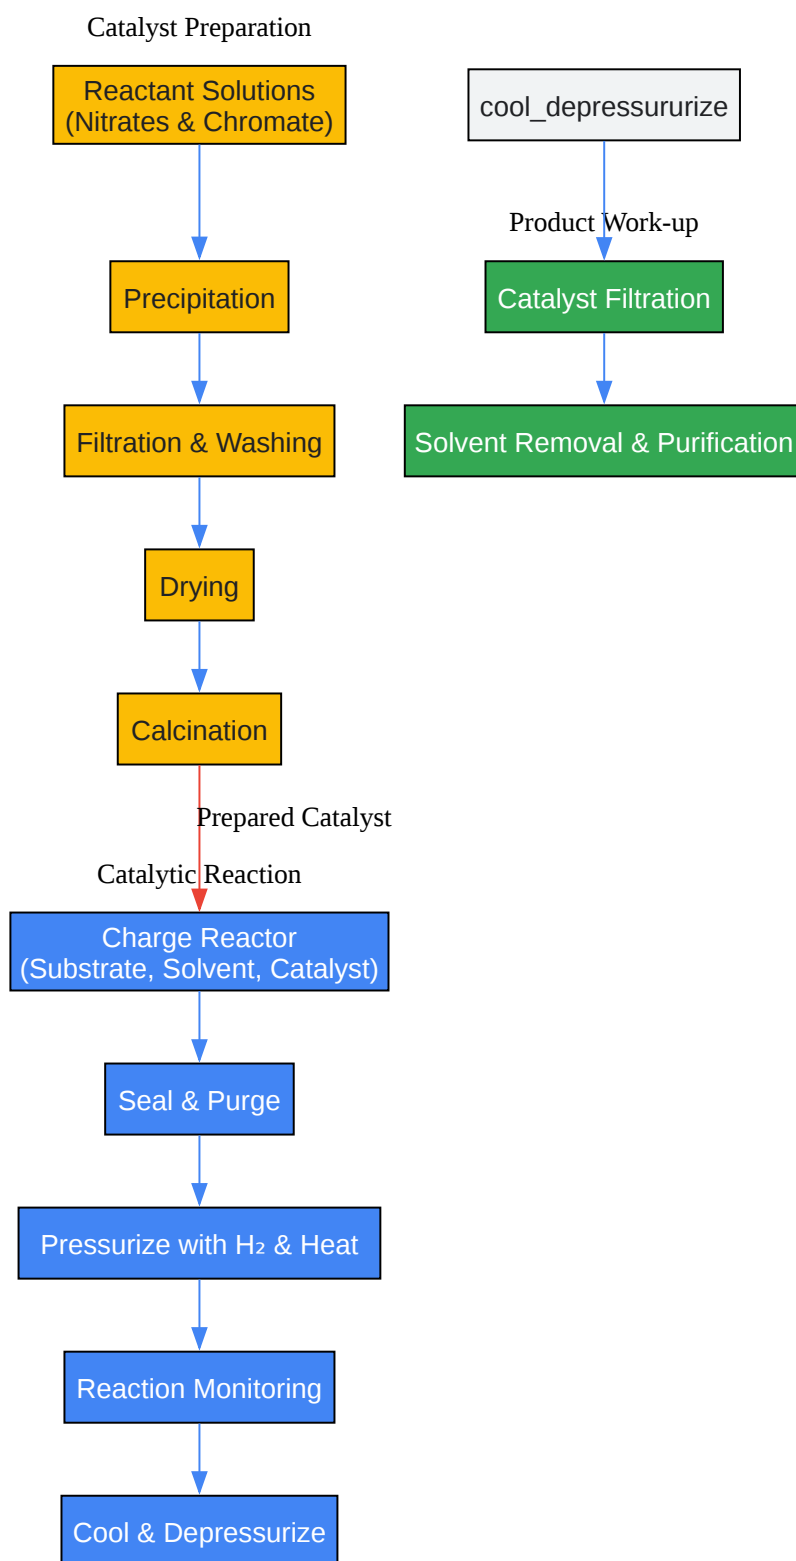 Catalyst Preparation
Reactant Solutions
(Nitrates & Chromate)
Precipitation
Filtration & Washing
Drying
Calcination
Prepared Catalyst
Catalytic Reaction
Charge Reactor
(Substrate, Solvent, Catalyst)
Seal & Purge
Pressurize with H₂ & Heat
Reaction Monitoring
Cool & Depressurize
cool_depressururize
Product Work-up
Catalyst Filtration
Solvent Removal & Purification